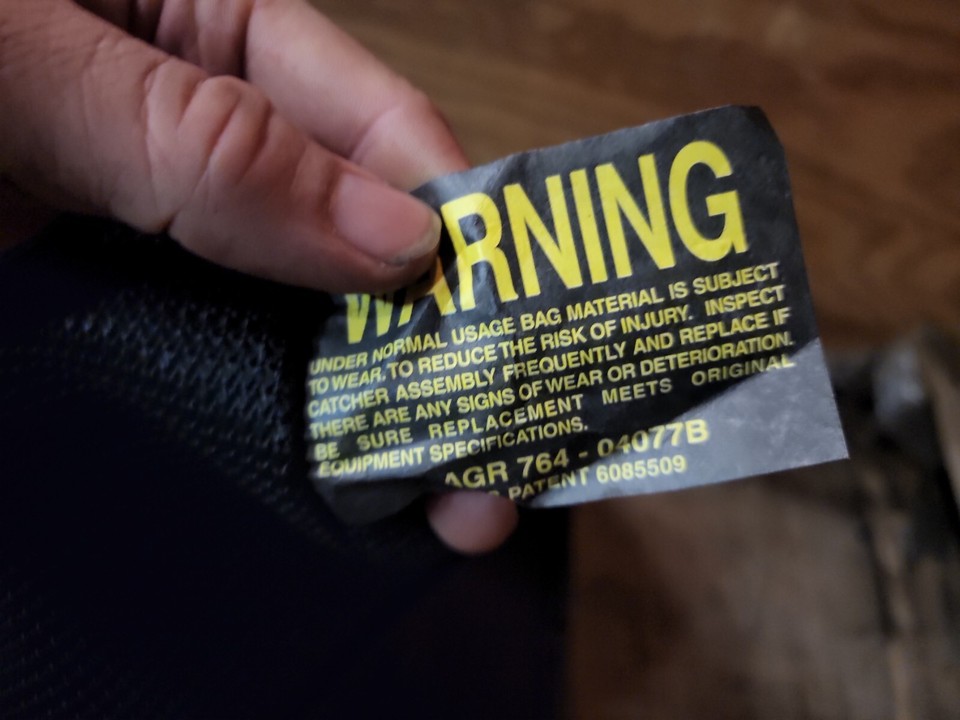 WARNING
UNDER NORMAL USAGE BAG MATERIAL IS SUBJECT
TO WEAR. TO REDUCE THE RISK OF INJURY. INSPECT
CATCHER ASSEMBLY FREQUENTLY AND REPLACE IF
THERE ARE ANY SIGNS OF WEAR OR DETERIORATION.
BE SURE REPLACEMENT MEETS ORIGINAL
EQUIPMENT SPECIFICATIONS.
AGR 764 - 04077B
PATENT 6085509